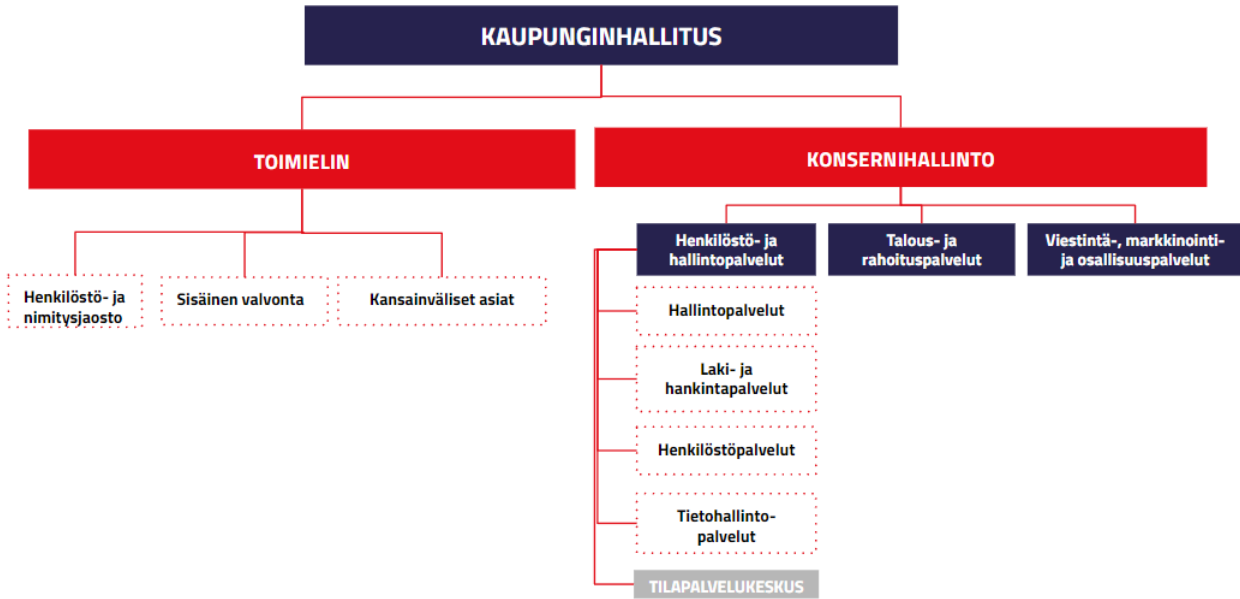 KAUPUNGINHALLITUS
TOIMIELIN
KONSERNIHALLINTO
Henkilöstö- ja
nimitysjaosto
Sisäinen valvonta
Kansainväliset asiat
Henkilöstö- ja
hallintopalvelut
Talous- ja
rahoituspalvelut
Viestintä-, markkinointi-
ja osallisuuspalvelut
Hallintopalvelut
Laki- ja
hankintapalvelut
Henkilöstöpalvelut
Tietohallinto-
palvelut
TILAPALVELUKESKUS